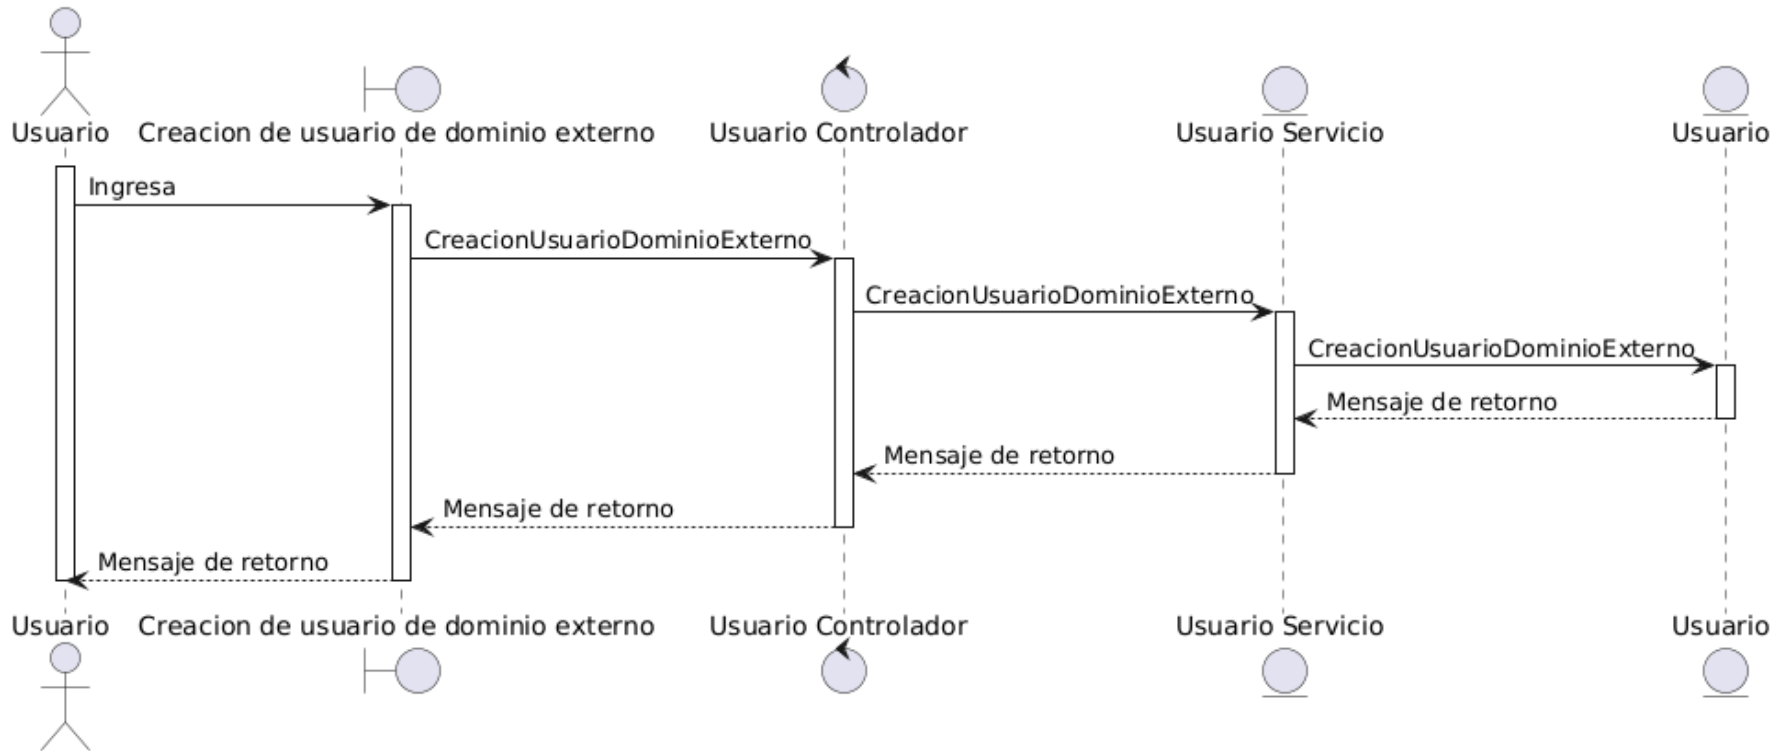 Usuario
Creacion de usuario de dominio externo
Usuario Controlador
Usuario Servicio
Usuario
Ingresa
CreacionUsuarioDominioExterno
CreacionUsuarioDominioExterno
CreacionUsuarioDominioExterno
Mensaje de retorno
Mensaje de retorno
Mensaje de retorno
Mensaje de retorno
Usuario
Creacion de usuario de dominio externo
Usuario Controlador
Usuario Servicio
Usuario